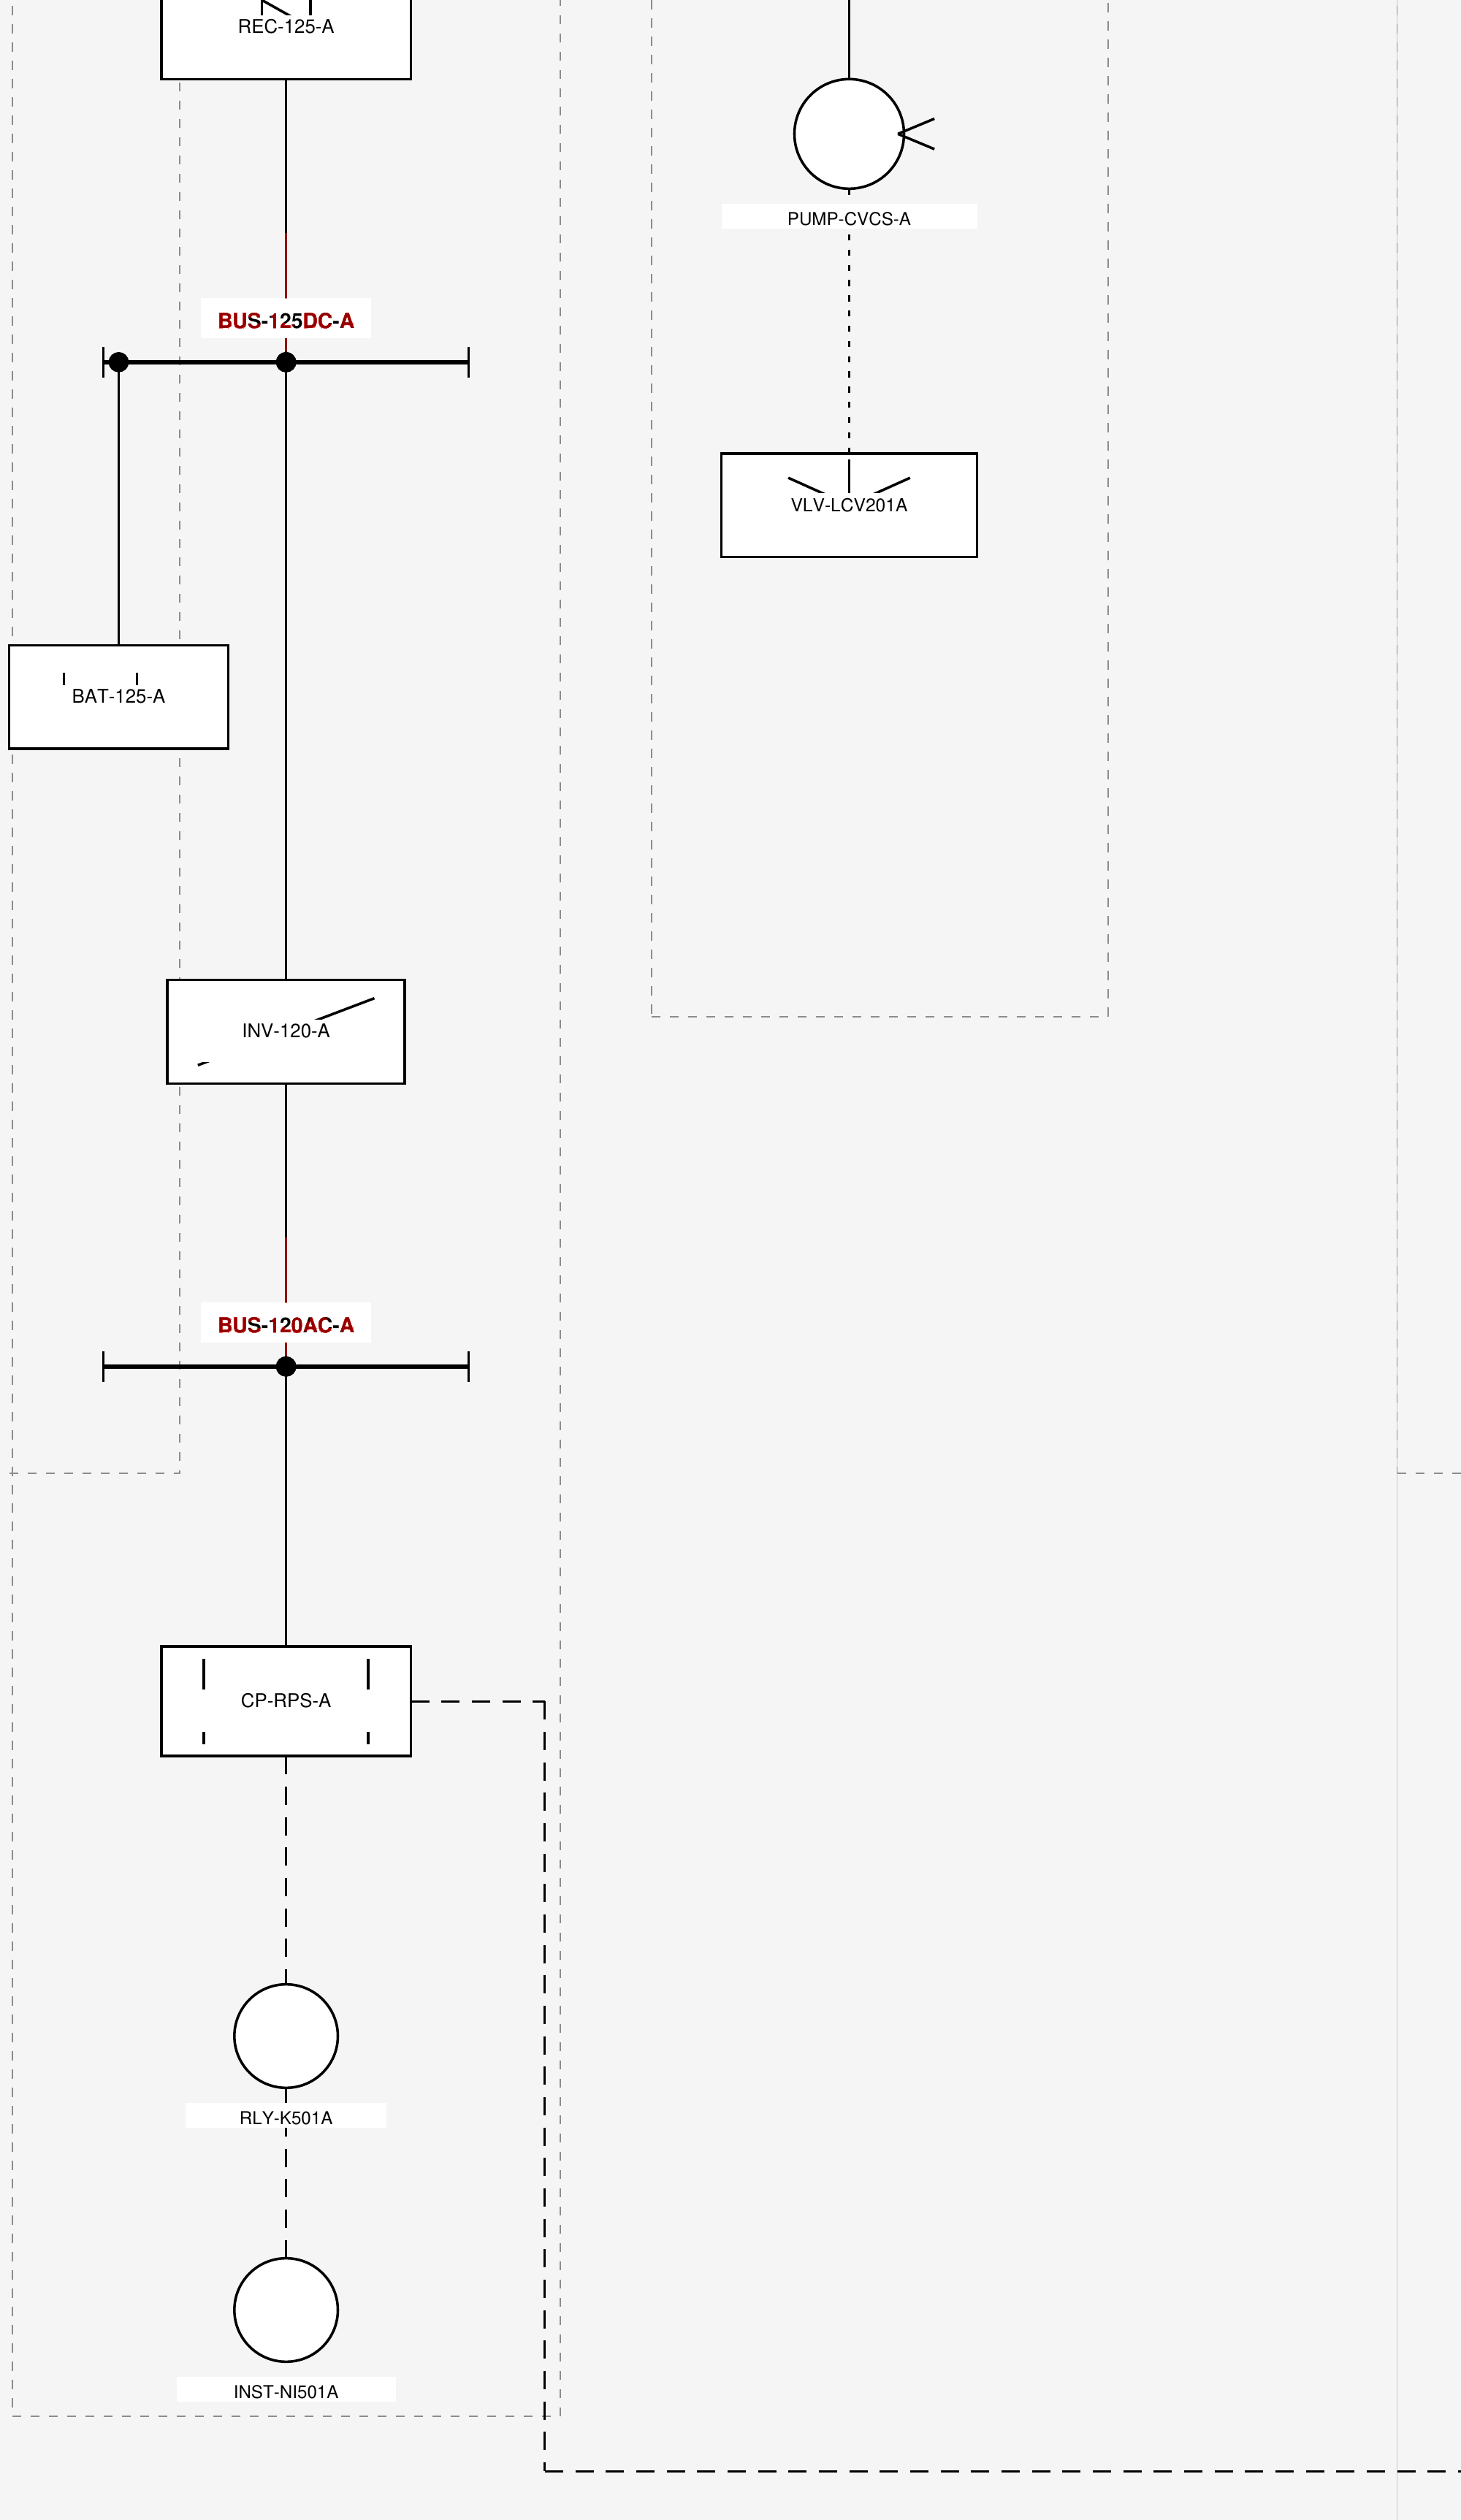 REC-125-A
PUMP-CVCS-A
BUS-125DC-A
VLV-LCV201A
BAT-125-A
INV-120-A
BUS-120AC-A
CP-RPS-A
RLY-K501A
INST-NI501A